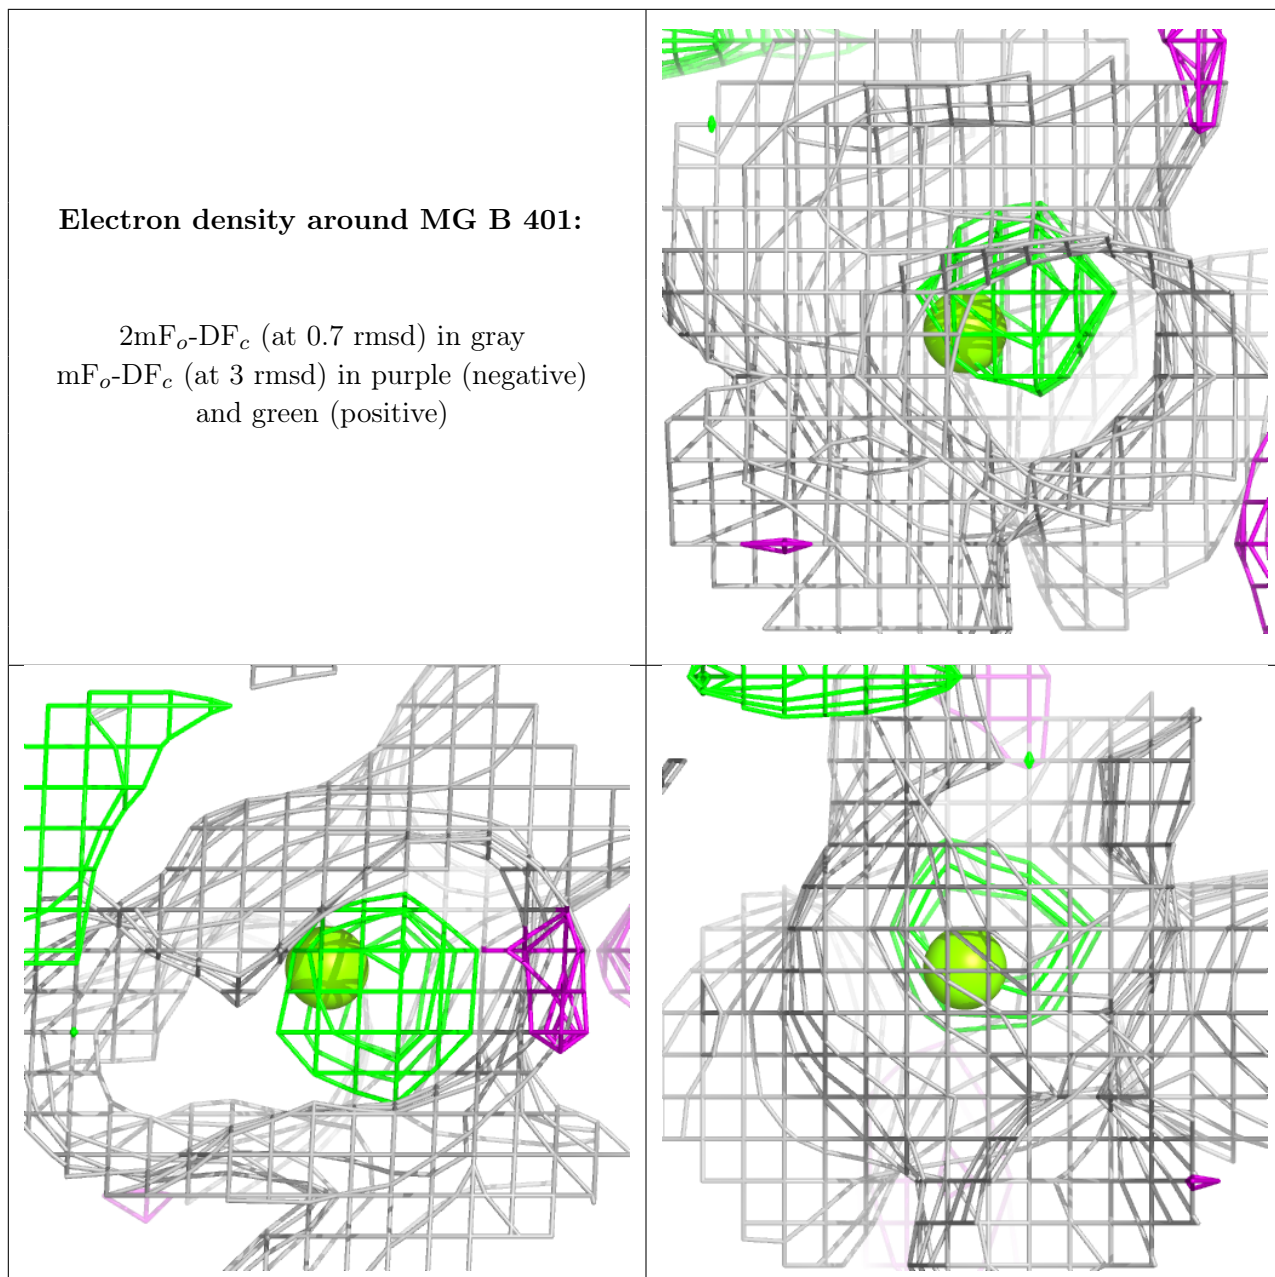 Electron density around MG B 401:
2mFo-DFc (at 0.7 rmsd) in gray
mFo-DFc (at 3 rmsd) in purple (negative)
and green (positive)